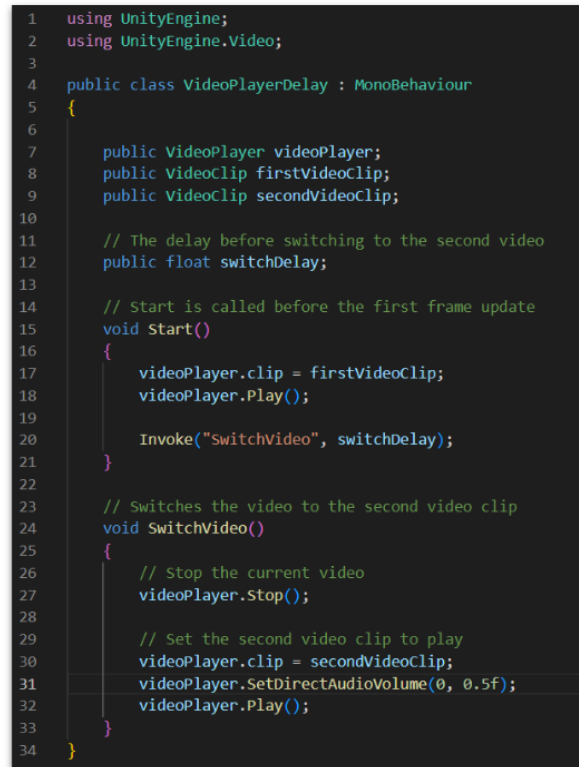 1 using UnityEngine;
2 using UnityEngine.Video;
3
4 public class VideoPlayerDelay : MonoBehaviour
5 {
6
7 public VideoPlayer videoPlayer;
8 public VideoClip firstVideoClip;
9 public VideoClip secondVideoClip;
10
11 // The delay before switching to the second video
12 public float switchDelay;
13
14 // Start is called before the first frame update
15 void Start()
16 {
17 videoPlayer.clip = firstVideoClip;
18 videoPlayer.Play();
19
20 Invoke("SwitchVideo", switchDelay);
21 }
22
23 // Switches the video to the second video clip
24 void SwitchVideo()
25 {
26 // Stop the current video
27 videoPlayer.Stop();
28
29 // Set the second video clip to play
30 videoPlayer.clip = secondVideoClip;
31 videoPlayer.SetDirectAudioVolume(0, 0.5f);
32 videoPlayer.Play();
33 }
34 }